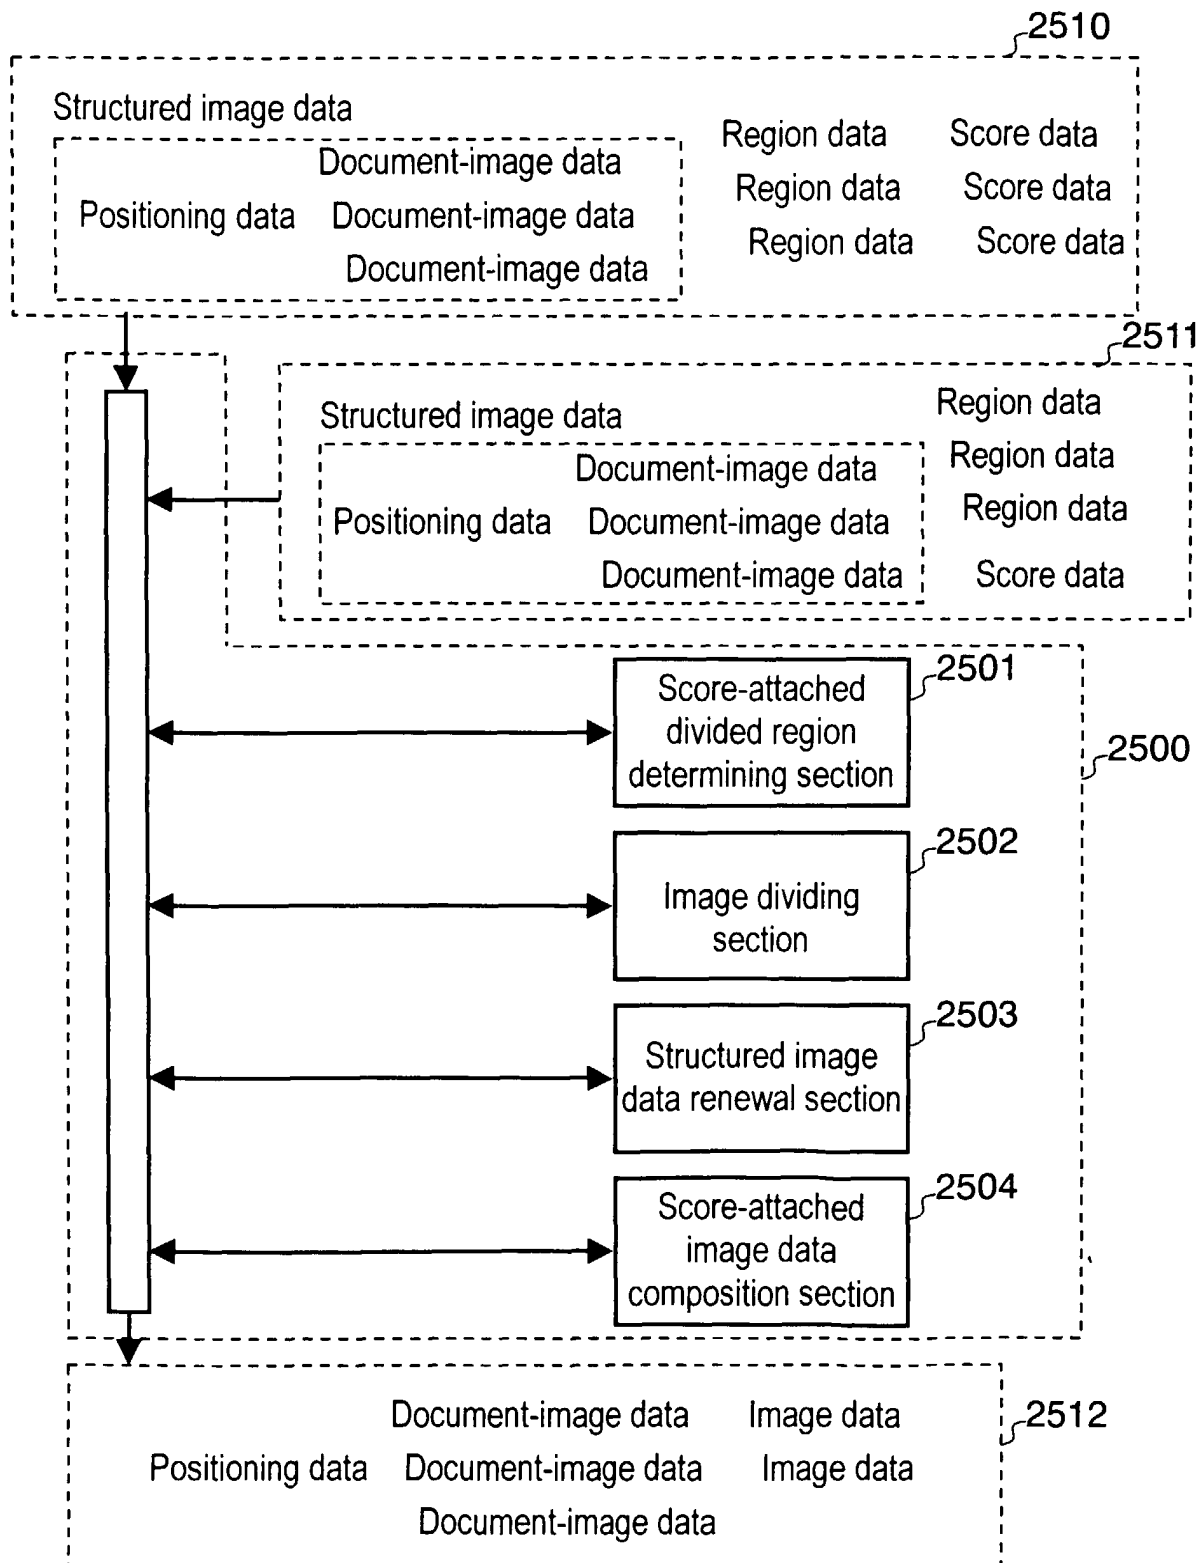 2510
Structured image data
Document-image data
Positioning data Document-image data
Document-image data
Region data Score data
Region data Score data
Region data Score data
2511
Structured image data
Document-image data
Positioning data Document-image data
Document-image data
Region data
Region data
Region data
Score data
2500
2501
Score-attached
divided region
determining section
2502
Image dividing
section
2503
Structured image
data renewal section
2504
Score-attached
image data
composition section
2512
Document-image data Image data
Positioning data Document-image data Image data
Document-image data